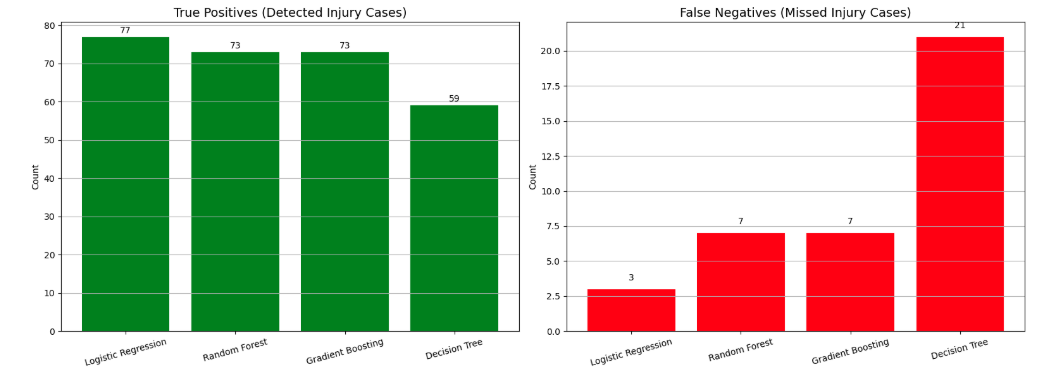 True Positives (Detected Injury Cases)
80
70
60
50
40
30
20
10
0
Count
77
73
73
59
Logistic Regression
Random Forest
Gradient Boosting
Decision Tree
False Negatives (Missed Injury Cases)
20.0
17.5
15.0
12.5
10.0
7.5
5.0
2.5
0.0
Count
3
7
7
21
Logistic Regression
Random Forest
Gradient Boosting
Decision Tree